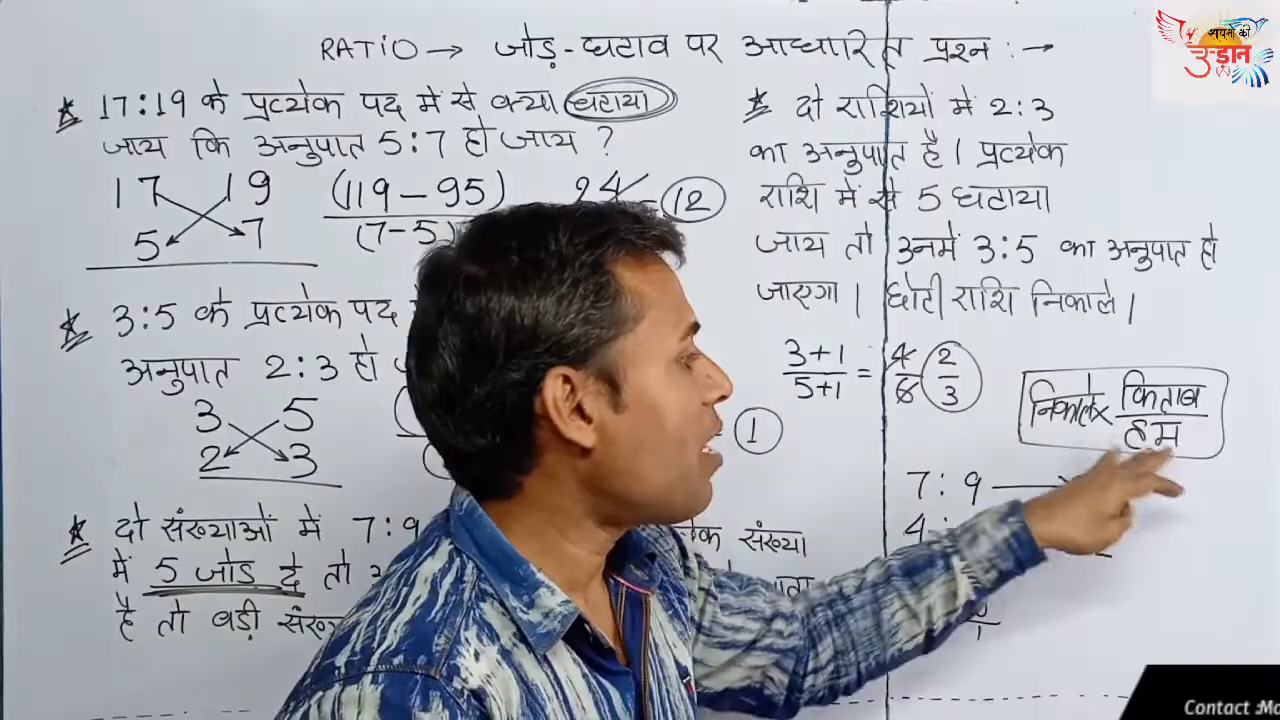 RATIO → जोड़ - घटाव पर आधारित प्रश्न : →
सपनों की
उड़ान
★ 17:19 के प्रत्येक पद में से क्या घटाया
जाय कि अनुपात 5:7 हो जाय ?
17 19
5 7
(119 - 95)
(7-5)
24
12
★ 3:5 के प्रत्येक पद
अनुपात 2:3 हो
3 5
2 3
1
★ दो संख्याओं में 7:9
संख्या
में 5 जोड़ दे तो
है तो बड़ी
★ दो राशियों में 2:3
का अनुपात है। प्रत्येक
राशि में से 5 घटाया
जाय तो उनमें 3:5 का अनुपात हो
जाएगा। छोटी राशि निकाले।
3+1 = 4 2
5+1 6 3
निकाले × किताब
हम
7 : 9
4 :
Contact :Mo